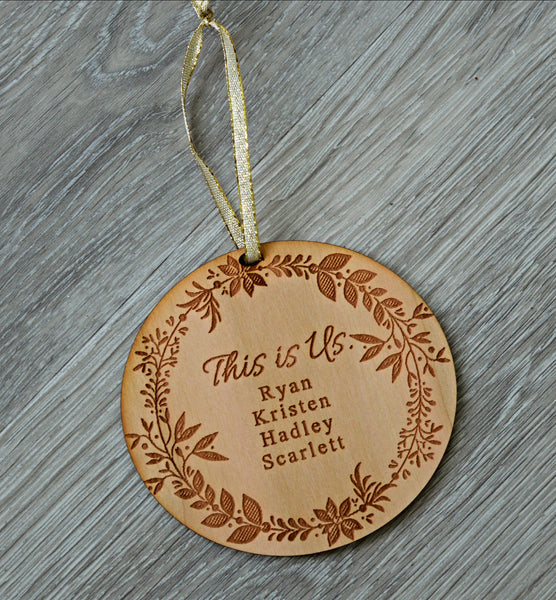 This is Us.
Ryan
Kristen
Hadley
Scarlett